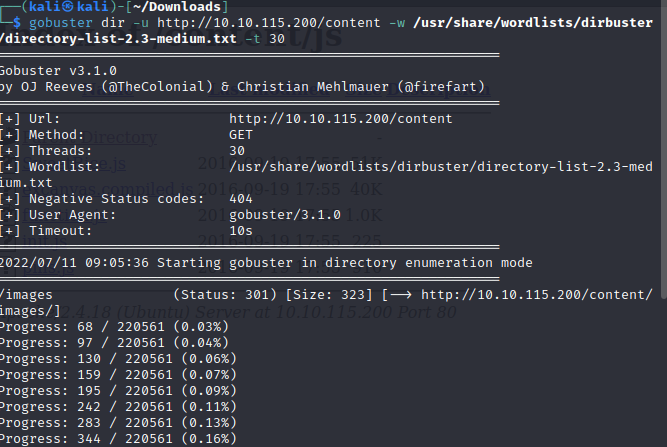 ┌──(kali㉿kali)-[~/Downloads]
└─$ gobuster dir -u http://10.10.115.200/content -w /usr/share/wordlists/dirbuster
/directory-list-2.3-medium.txt -t 30
===============================================================
Gobuster v3.1.0
by OJ Reeves (@TheColonial) & Christian Mehlmauer (@firefart)
===============================================================
[+] Url: http://10.10.115.200/content
[+] Method: GET
[+] Threads: 30
[+] Wordlist: /usr/share/wordlists/dirbuster/directory-list-2.3-med
ium.txt
[+] Negative Status codes: 404
[+] User Agent: gobuster/3.1.0
[+] Timeout: 10s
===============================================================
2022/07/11 09:05:36 Starting gobuster in directory enumeration mode
===============================================================
/images (Status: 301) [Size: 323] [--> http://10.10.115.200/content/
images/]
Progress: 68 / 220561 (0.03%)
Progress: 97 / 220561 (0.04%)
Progress: 130 / 220561 (0.06%)
Progress: 159 / 220561 (0.07%)
Progress: 195 / 220561 (0.09%)
Progress: 242 / 220561 (0.11%)
Progress: 283 / 220561 (0.13%)
Progress: 344 / 220561 (0.16%)